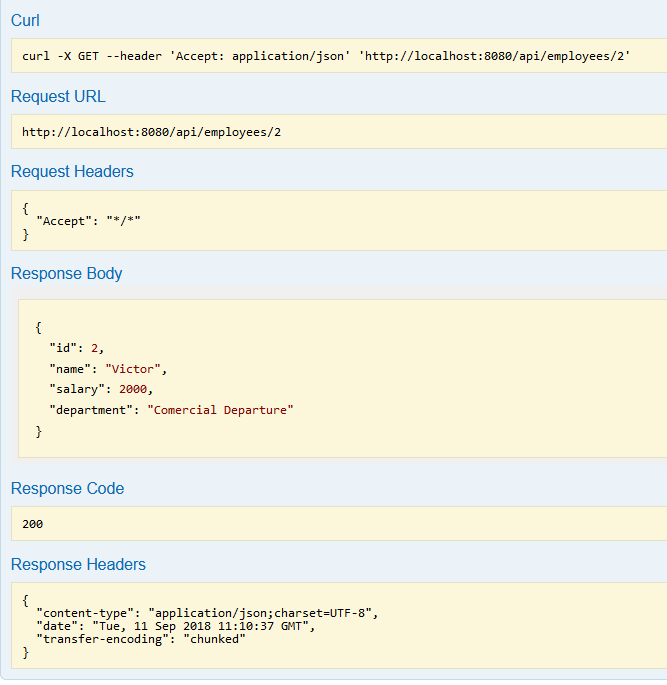 Curl
curl -X GET --header 'Accept: application/json' 'http://localhost:8080/api/employees/2'
Request URL
http://localhost:8080/api/employees/2
Request Headers
{
  "Accept": "*/*"
}
Response Body
{
  "id": 2,
  "name": "Victor",
  "salary": 2000,
  "department": "Comercial Departure"
}
Response Code
200
Response Headers
{
  "content-type": "application/json;charset=UTF-8",
  "date": "Tue, 11 Sep 2018 11:10:37 GMT",
  "transfer-encoding": "chunked"
}